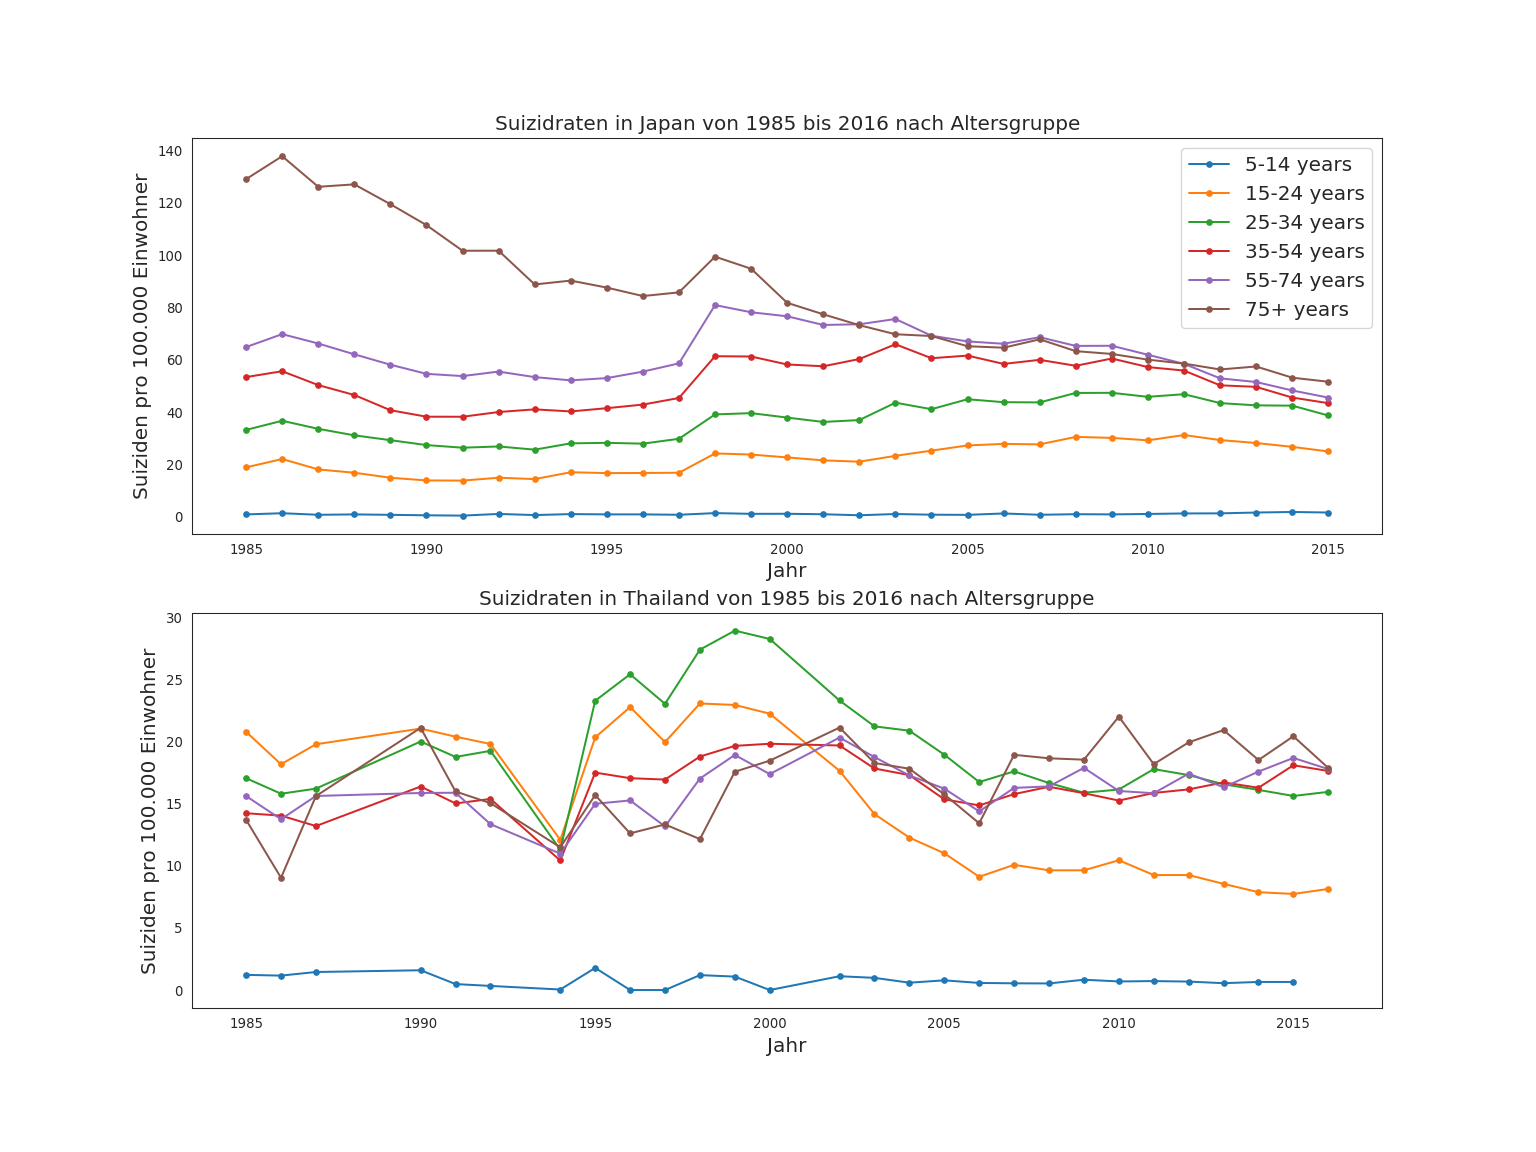 Suizidraten in Japan von 1985 bis 2016 nach Altersgruppe
140
120
100
80
60
40
20
0
Suiziden pro 100.000 Einwohner
5-14 years
15-24 years
25-34 years
35-54 years
55-74 years
75+ years
1985 1990 1995 2000 2005 2010 2015
Jahr
Suizidraten in Thailand von 1985 bis 2016 nach Altersgruppe
30
25
20
15
10
5
0
Suiziden pro 100.000 Einwohner
1985 1990 1995 2000 2005 2010 2015
Jahr